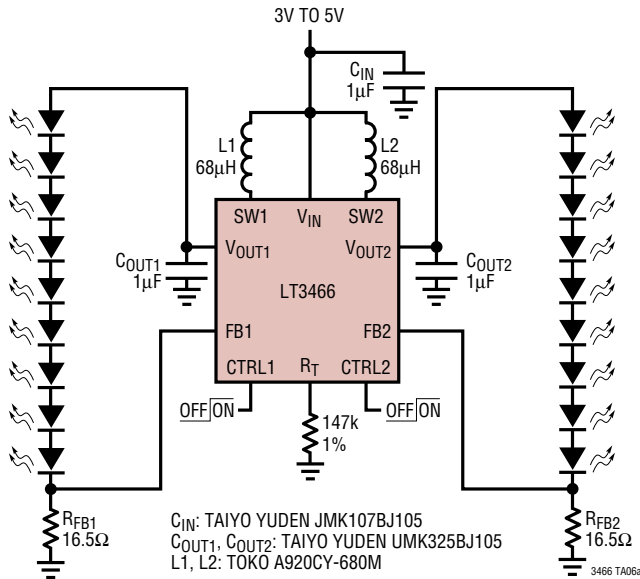 3V TO 5V
CIN
1µF
L1
68µH
L2
68µH
SW1
VIN
SW2
VOUT1
VOUT2
COUT1
1µF
COUT2
1µF
LT3466
FB1
FB2
CTRL1
RT
CTRL2
OFF ON
OFF ON
147k
1%
RFB1
16.5Ω
RFB2
16.5Ω
CIN: TAIYO YUDEN JMK107BJ105
COUT1, COUT2: TAIYO YUDEN UMK325BJ105
L1, L2: TOKO A920CY-680M
3466 TA06a